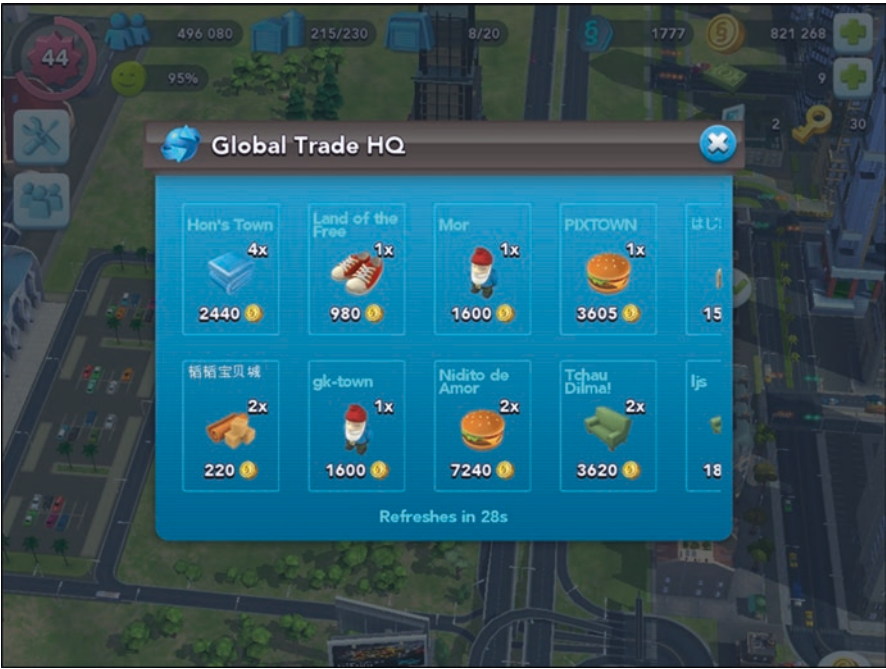 44
496 080
215/230
8/20
1777
821 268
95%
9
2
30
Global Trade HQ
Hon's Town
4x
2440
Land of the
Free
1x
980
Mor
1x
1600
PIXTOWN
1x
3605
はじ
15
韬韬宝贝城
2x
220
gk-town
1x
1600
Nidito de
Amor
2x
7240
Tchau
Dilma!
2x
3620
ljs
18
Refreshes in 28s